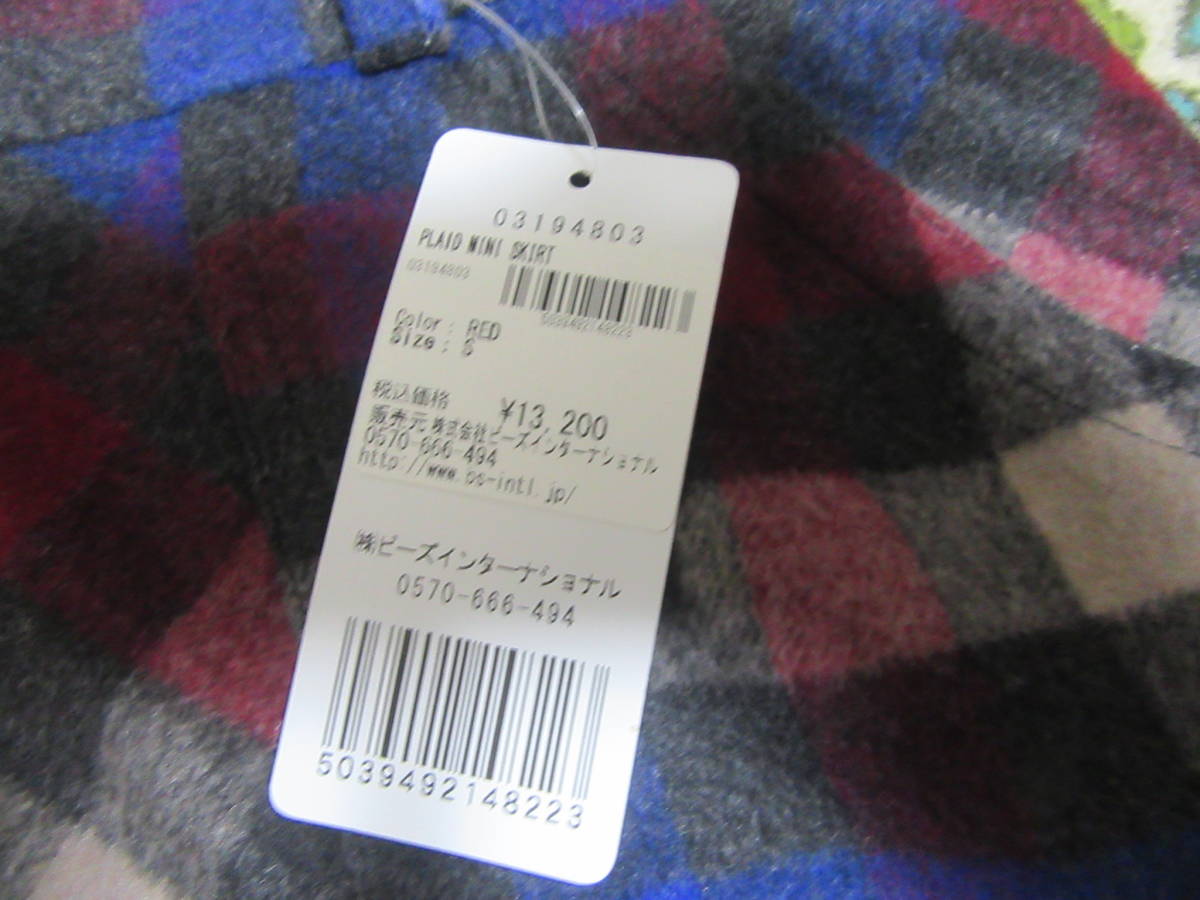 03194803
PLAID MINI SKIRT
03194803
5039492148223
Color : RED
Size : S
税込価格 ¥13,200
販売元 株式会社ビーズインターナショナル
0570-666-494
http://www.bs-intl.jp/
㈱ビーズインターナショナル
0570-666-494
5039492148223